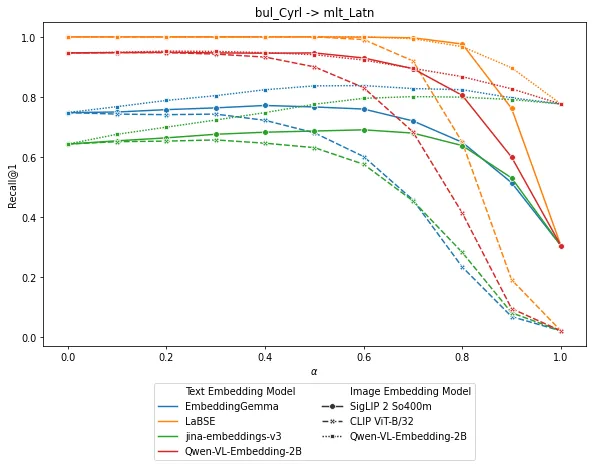 bul_Cyrl -> mlt_Latn
Recall@1
1.0
0.8
0.6
0.4
0.2
0.0
0.0 0.2 0.4 0.6 0.8 1.0
α
Text Embedding Model
EmbeddingGemma
LaBSE
jina-embeddings-v3
Qwen-VL-Embedding-2B
Image Embedding Model
SigLIP 2 So400m
CLIP ViT-B/32
Qwen-VL-Embedding-2B